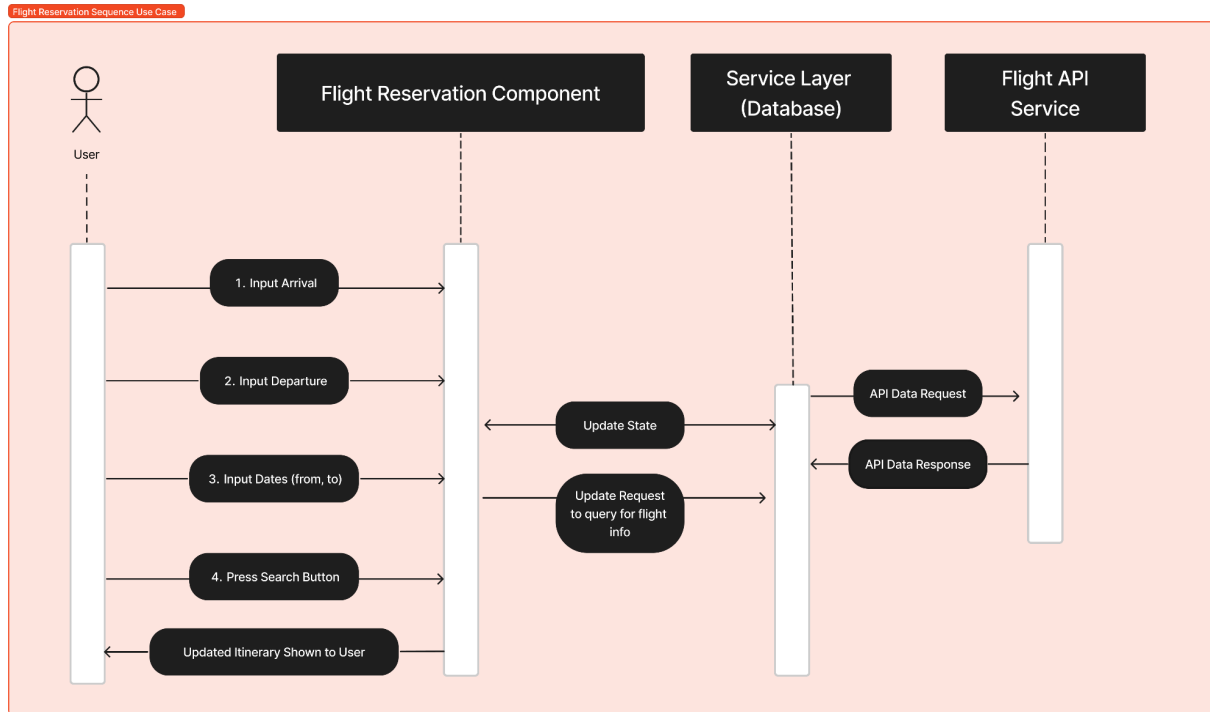 Flight Reservation Sequence Use Case
User
Flight Reservation Component
Service Layer
(Database)
Flight API
Service
1. Input Arrival
2. Input Departure
API Data Request
Update State
API Data Response
3. Input Dates (from, to)
Update Request
to query for flight
info
4. Press Search Button
Updated Itinerary Shown to User